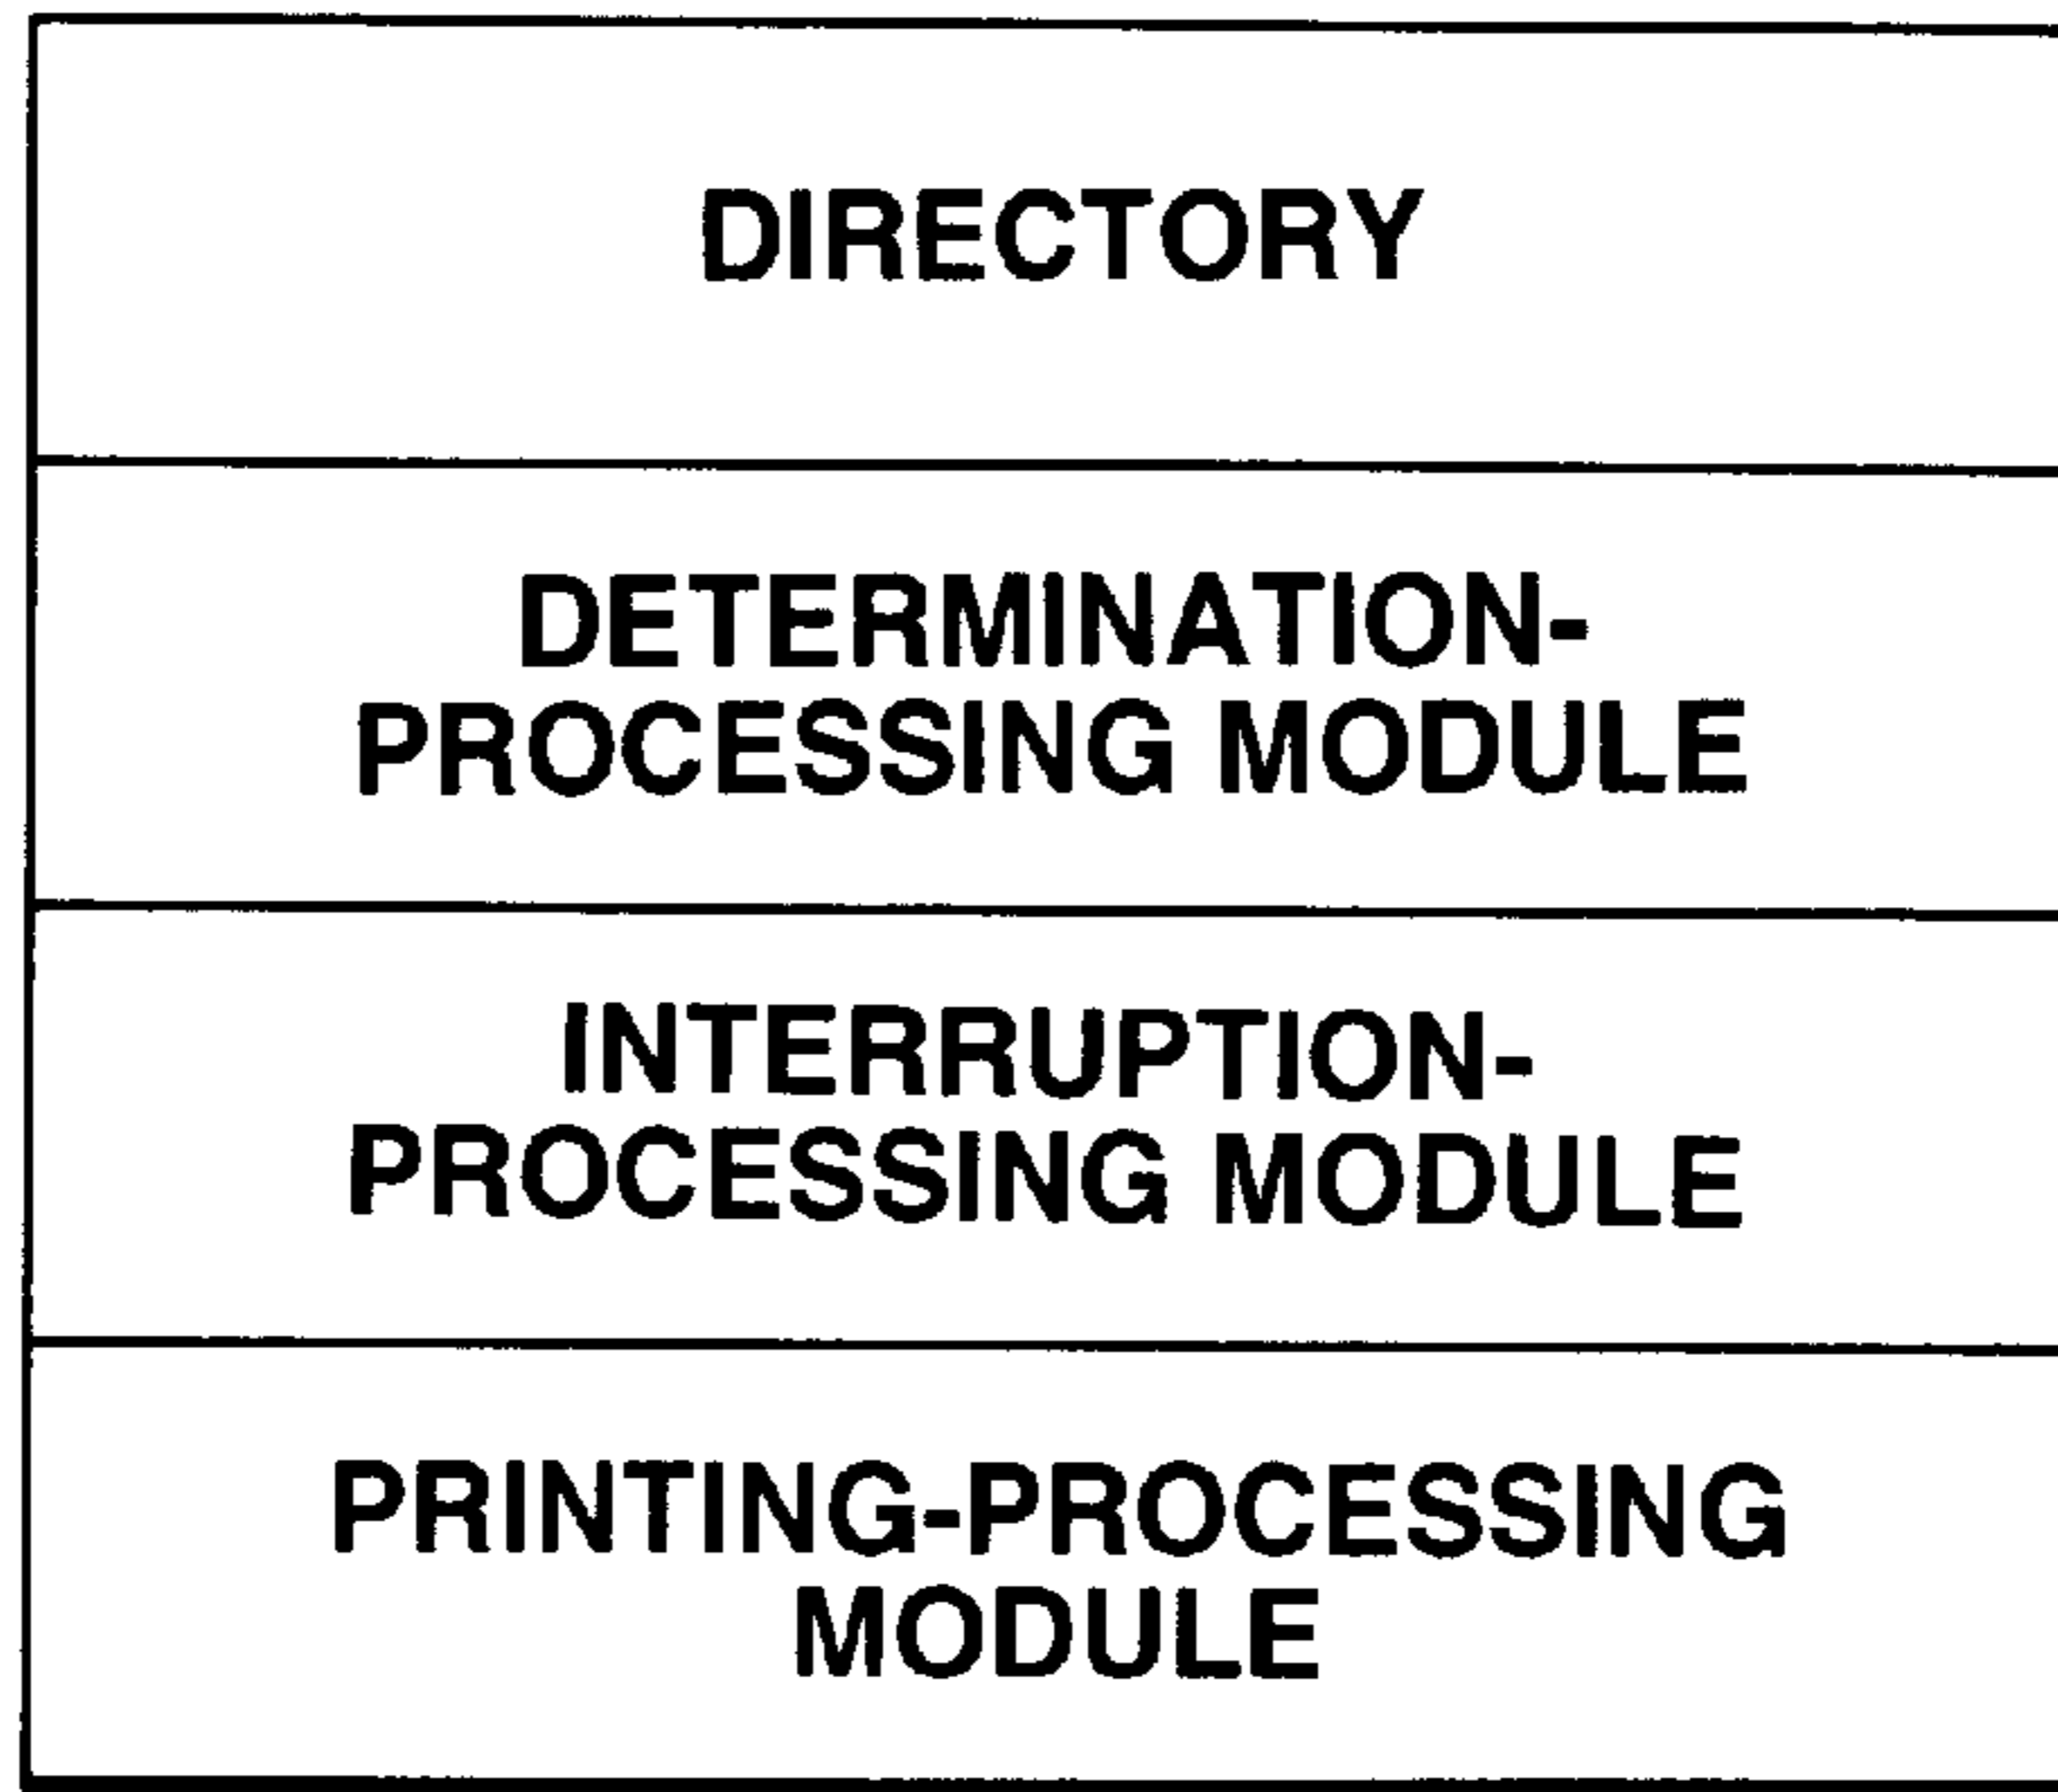 DIRECTORY
DETERMINATION-
PROCESSING MODULE
INTERRUPTION-
PROCESSING MODULE
PRINTING-PROCESSING
MODULE